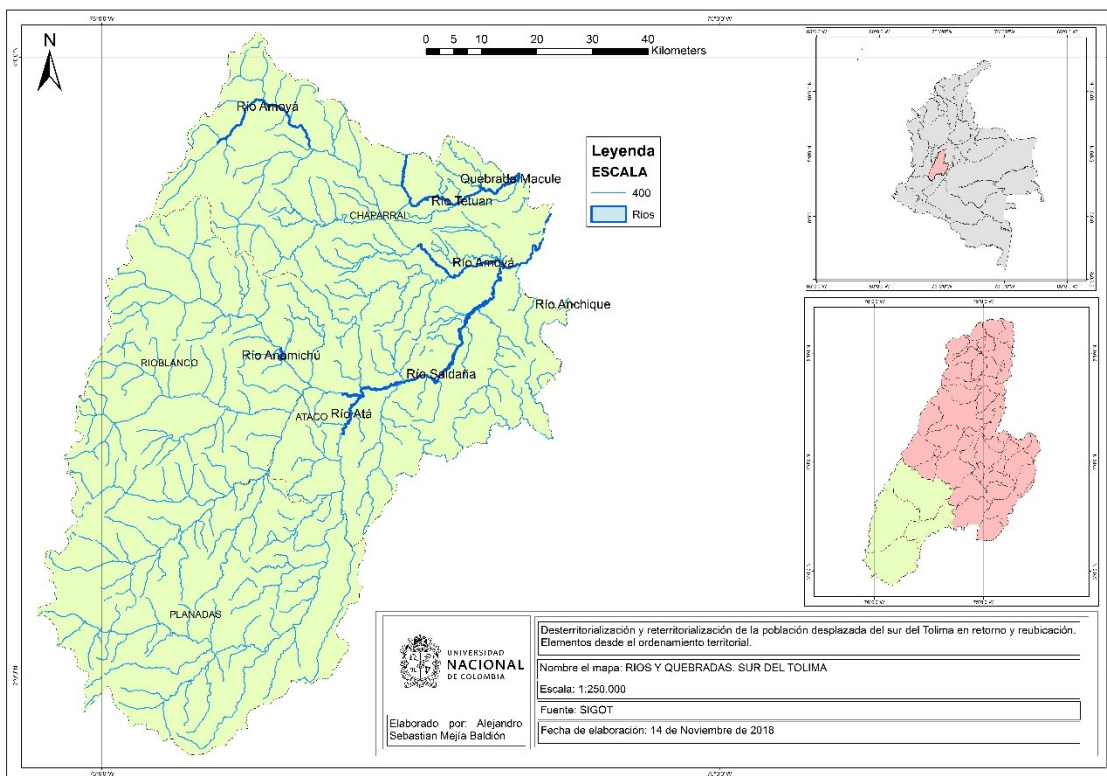 N
0 5 10 20 30 40
Kilometers
Río Amoyá
Quebrada Macule
Río Tetuan
CHAPARRAL
Río Amoyá
Río Anchique
Río Anamichú
RIOBLANCO
Río Saldaña
ATACO
Río Atá
PLANADAS
Leyenda
ESCALA
400
Rios
UNIVERSIDAD
NACIONAL
DE COLOMBIA
Elaborado por: Alejandro
Sebastian Mejía Baldión
Desterritorialización y reterritorialización de la población desplazada del sur del Tolima en retorno y reubicación.
Elementos desde el ordenamiento territorial.
Nombre el mapa: RIOS Y QUEBRADAS. SUR DEL TOLIMA
Escala: 1:250.000
Fuente: SIGOT
Fecha de elaboración: 14 de Noviembre de 2018